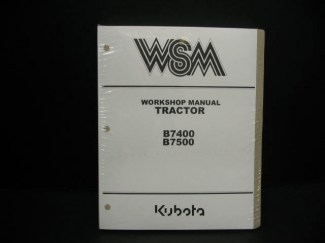 WSM
WORKSHOP MANUAL
TRACTOR
B7400
B7500
Kubota